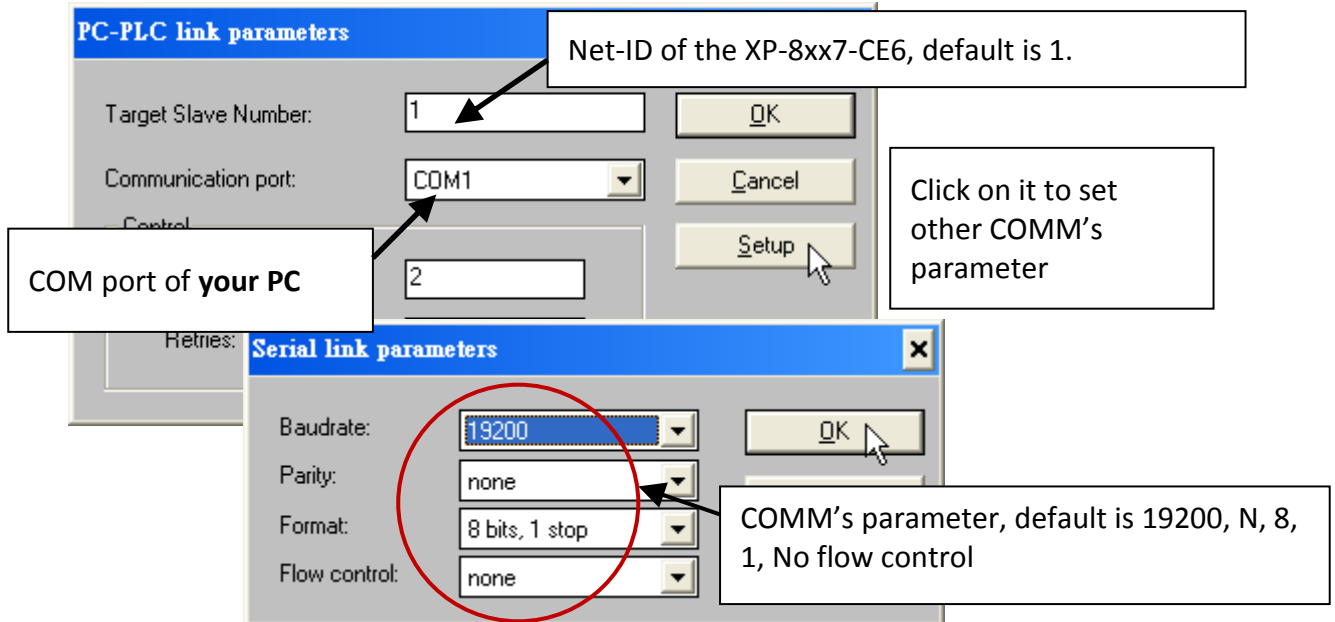 PC-PLC link parameters
Net-ID of the XP-8xx7-CE6, default is 1.
Target Slave Number:
1
OK
Communication port:
COM1
Cancel
Click on it to set
other COMM's
parameter
Control
Setup
COM port of your PC
2
Retries:
Serial link parameters
Baudrate:
19200
OK
Parity:
none
COMM's parameter, default is 19200, N, 8,
1, No flow control
Format:
8 bits, 1 stop
Flow control:
none